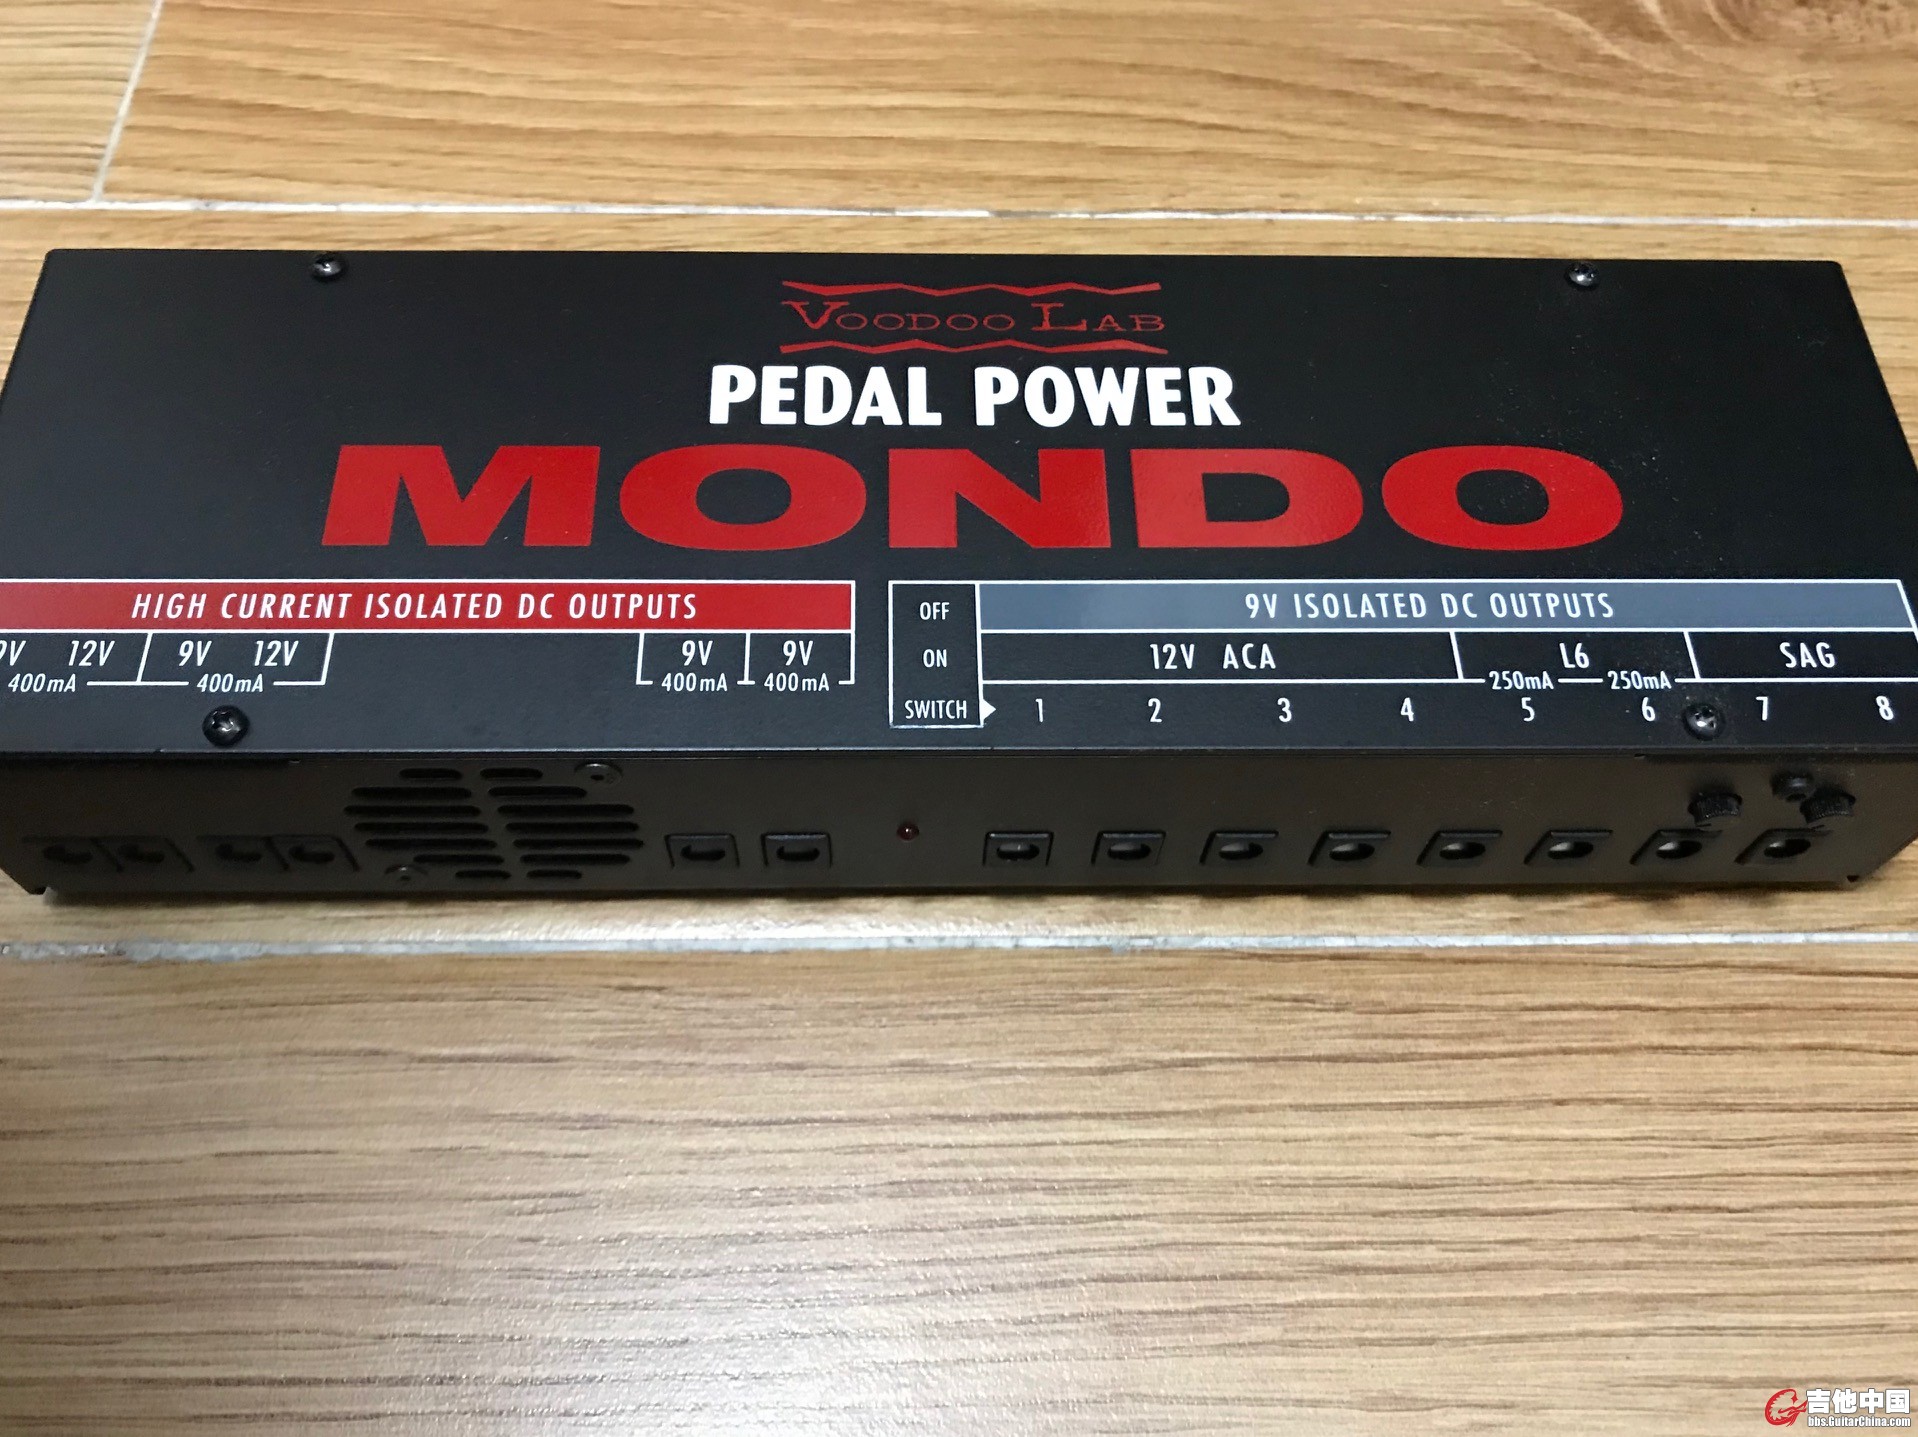 VOODOO LAB
PEDAL POWER
MONDO
HIGH CURRENT ISOLATED DC OUTPUTS
9V 12V 9V 12V 9V 9V
400mA 400mA 400mA 400mA
OFF
ON
SWITCH
9V ISOLATED DC OUTPUTS
12V ACA L6 SAG
250mA 250mA
1 2 3 4 5 6 7 8
吉他中国
bbs.GuitarChina.com